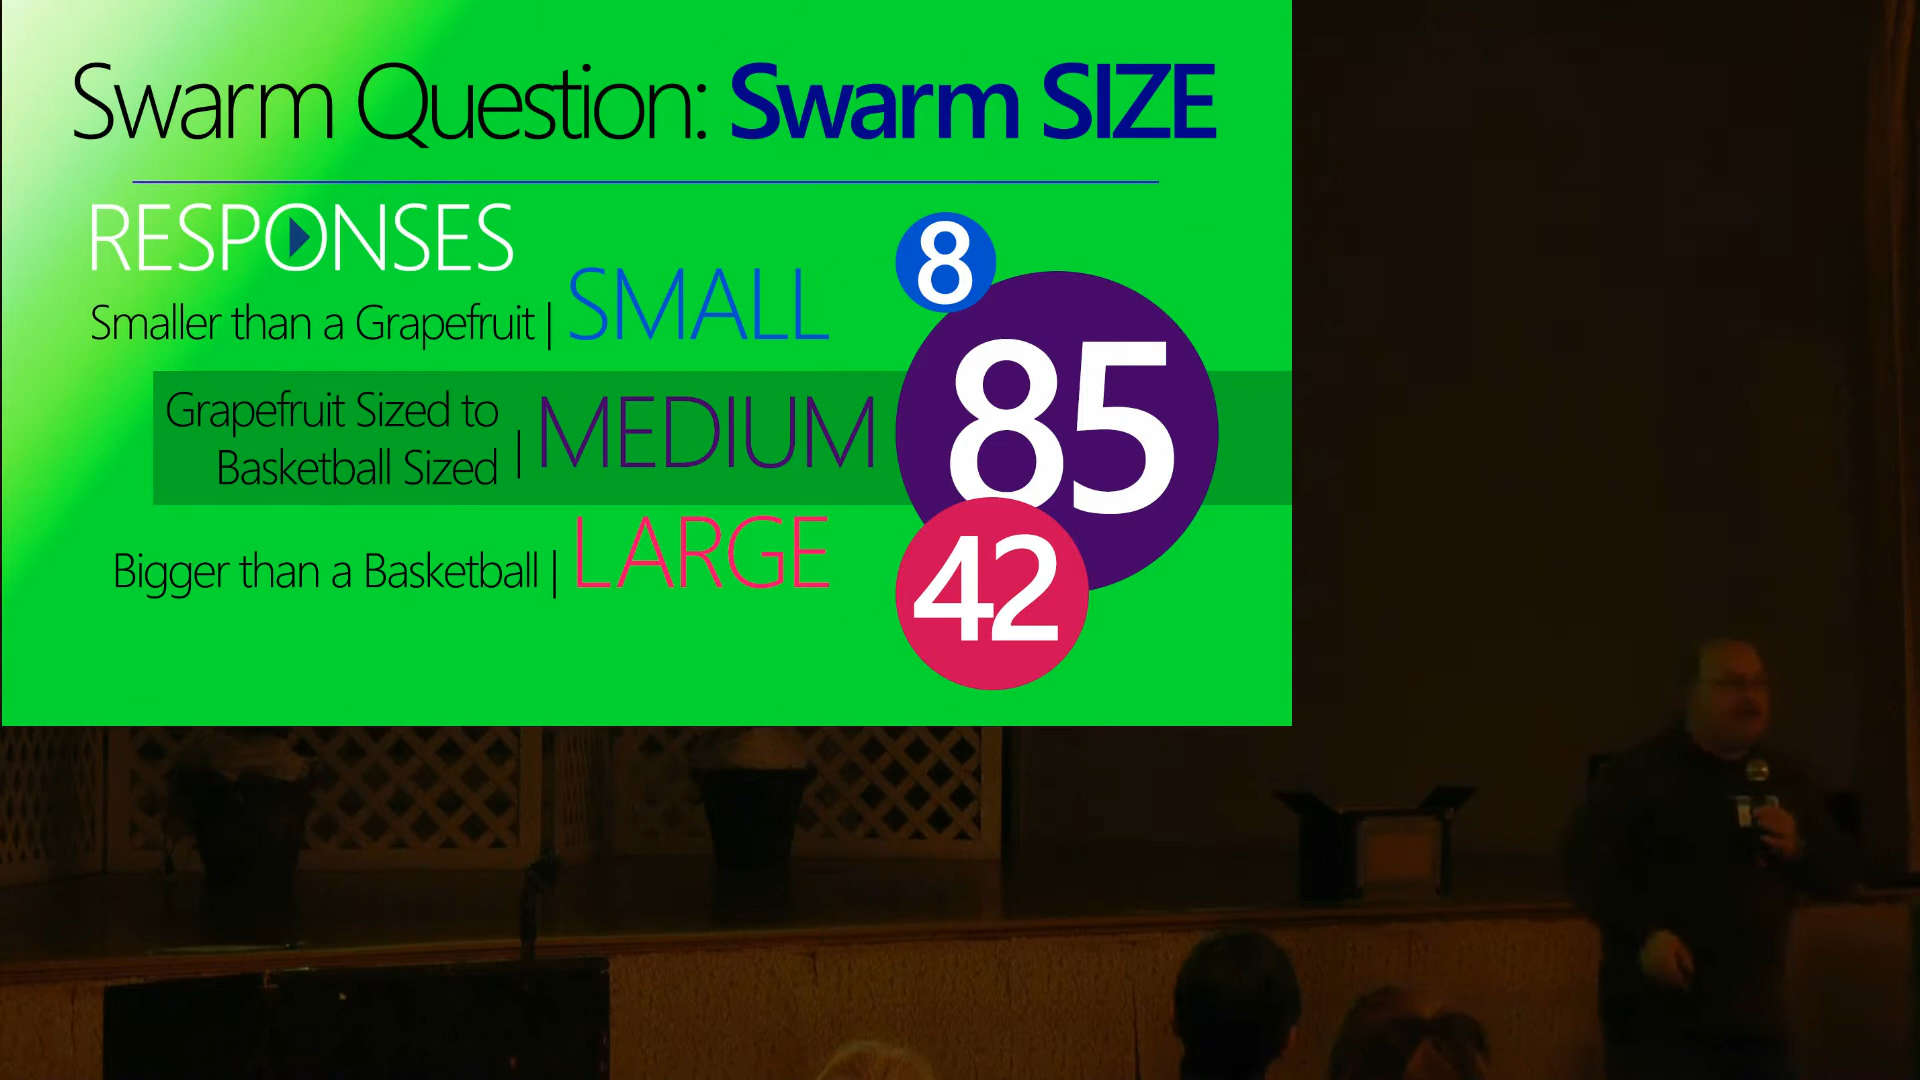 Swarm Question: Swarm SIZE
RESPONSES
Smaller than a Grapefruit | SMALL 8
Grapefruit Sized to
Basketball Sized | MEDIUM 85
Bigger than a Basketball | LARGE 42